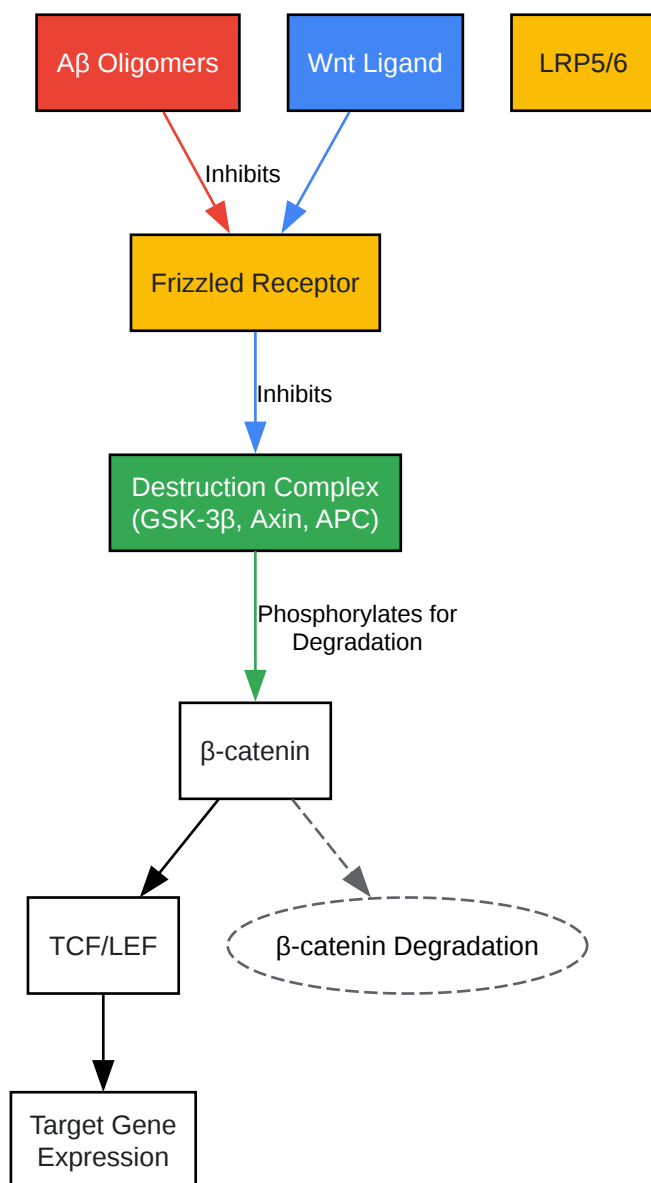 Aβ Oligomers
Wnt Ligand
LRP5/6
Inhibits
Frizzled Receptor
Inhibits
Destruction Complex
(GSK-3β, Axin, APC)
Phosphorylates for
Degradation
β-catenin
TCF/LEF
β-catenin Degradation
Target Gene
Expression